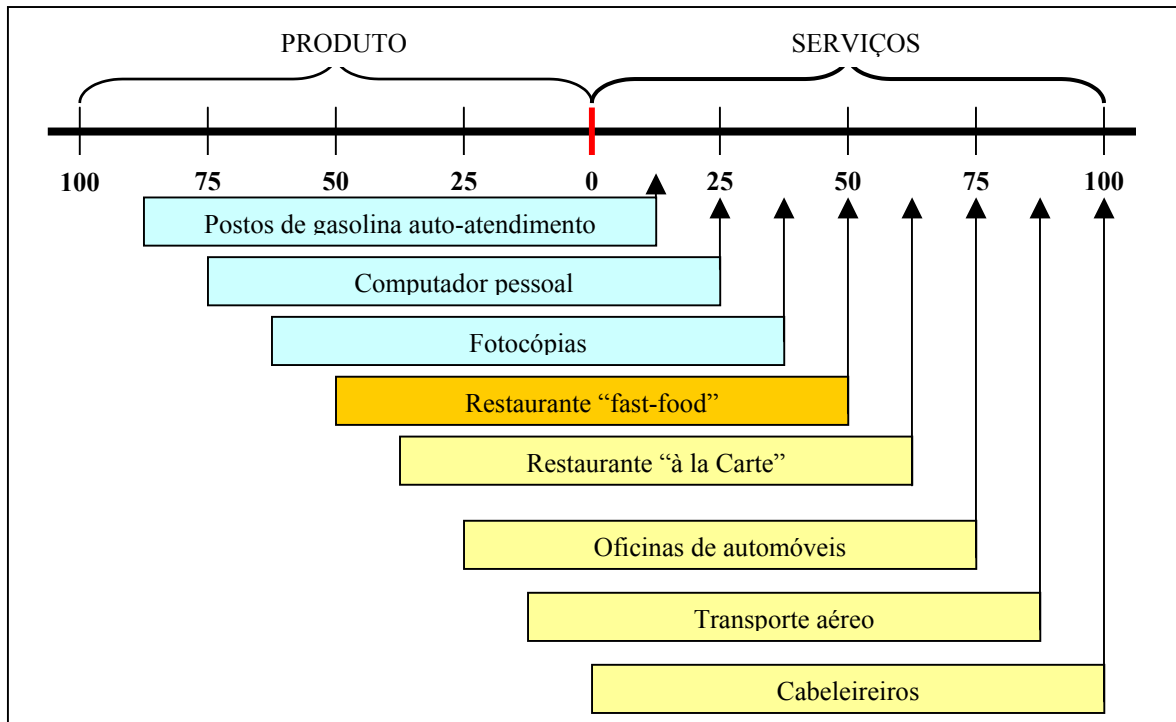 PRODUTO SERVIÇOS
100 75 50 25 0 25 50 75 100
Postos de gasolina auto-atendimento
Computador pessoal
Fotocópias
Restaurante “fast-food”
Restaurante “à la Carte”
Oficinas de automóveis
Transporte aéreo
Cabeleireiros